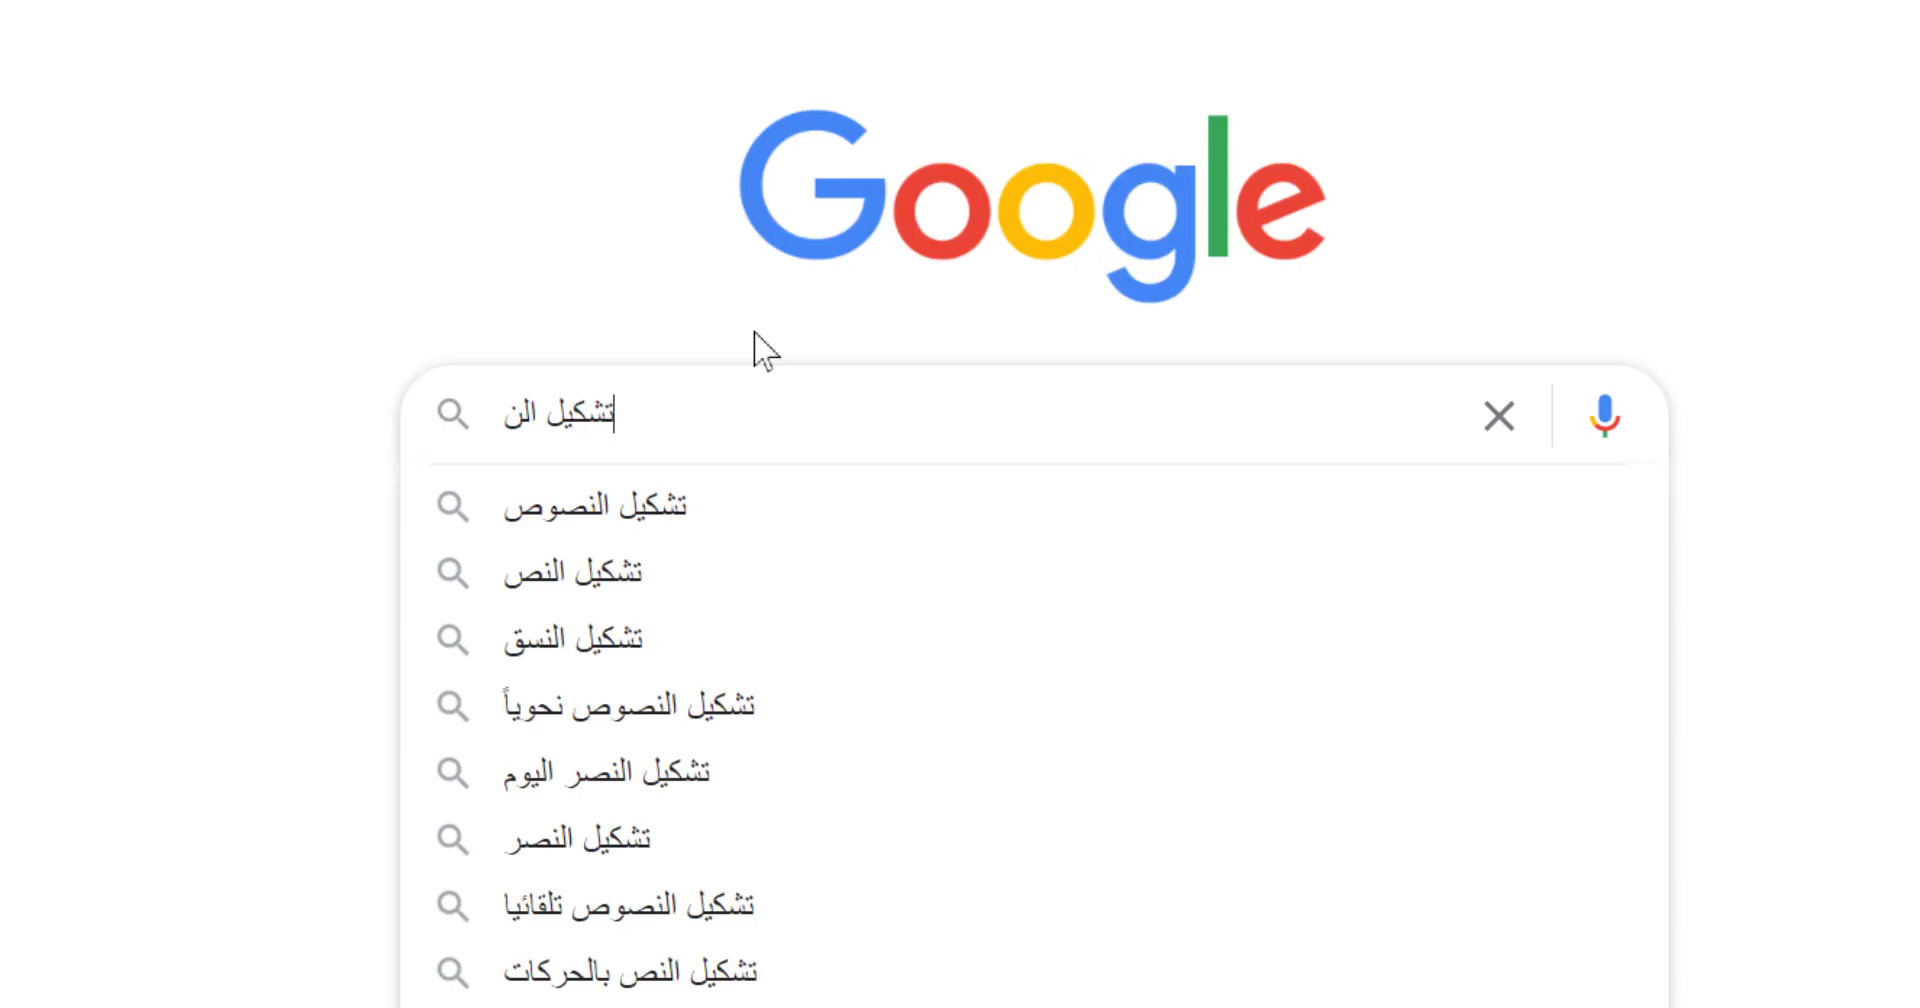 Google
تشكيل الن
تشكيل النصوص
تشكيل النص
تشكيل النسق
تشكيل النصوص نحوياً
تشكيل النصر اليوم
تشكيل النصر
تشكيل النصوص تلقائيا
تشكيل النص بالحركات